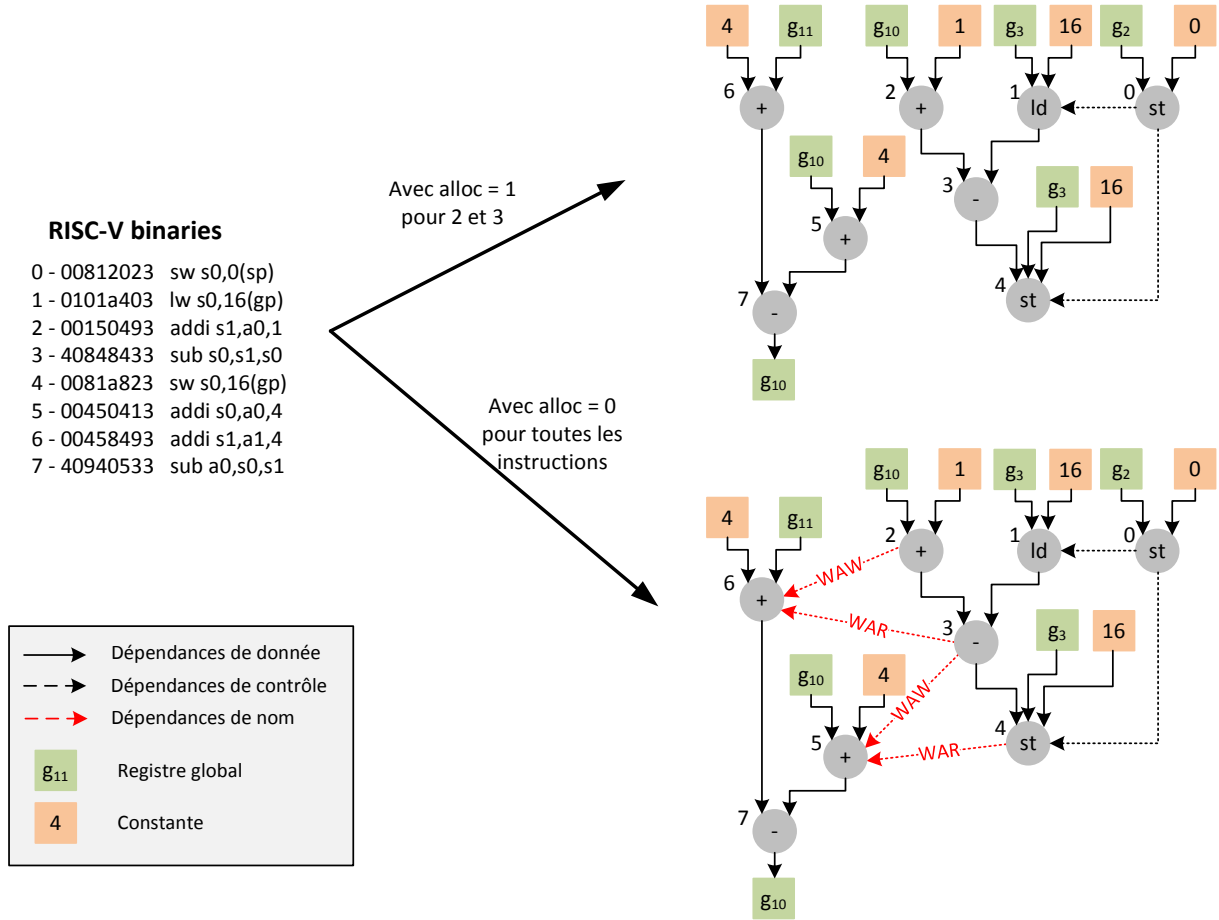 4 g11 g10 1 g3 16 g2 0
6 + 2 + 1 ld 0 st
g10 4
3 - g3 16
5 +
4 st
7 -
g10
Avec alloc = 1
pour 2 et 3
RISC-V binaries
0 - 00812023 sw s0,0(sp)
1 - 0101a403 lw s0,16(gp)
2 - 00150493 addi s1,a0,1
3 - 40848433 sub s0,s1,s0
4 - 0081a823 sw s0,16(gp)
5 - 00450413 addi s0,a0,4
6 - 00458493 addi s1,a1,4
7 - 40940533 sub a0,s0,s1
Avec alloc = 0
pour toutes les
instructions
g10 1 g3 16 g2 0
4 g11
2 + 1 ld 0 st
WAW
6 +
WAR
3 - g3 16
g10 4
WAW
5 +
WAR
4 st
7 -
g10
Dépendances de donnée
Dépendances de contrôle
Dépendances de nom
g11 Registre global
4 Constante